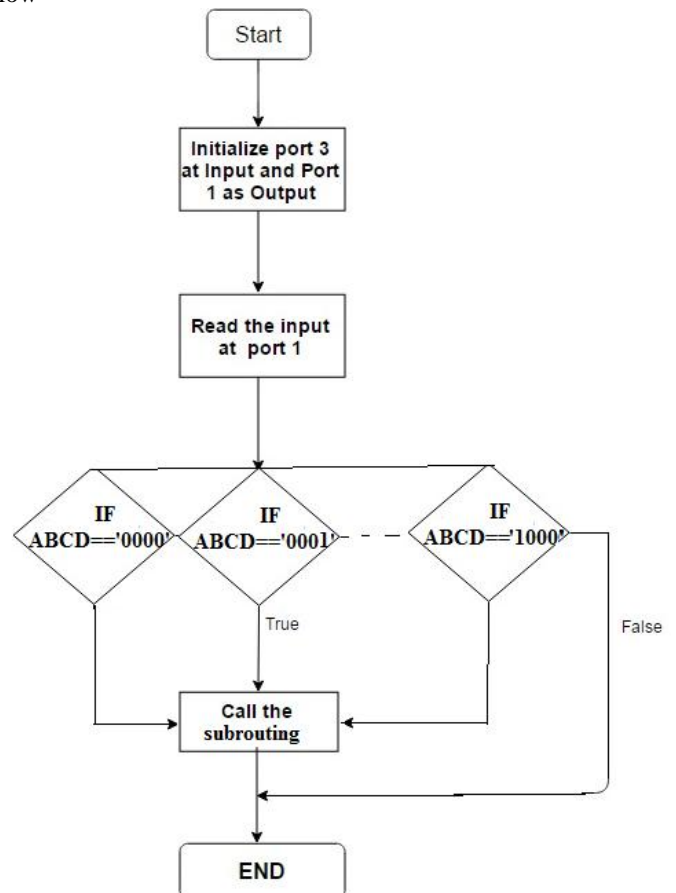 Start
Initialize port 3
at Input and Port
1 as Output
Read the input
at port 1
IF
ABCD=='0000'
IF
ABCD=='0001'
IF
ABCD=='1000'
True
False
Call the
subrouting
END